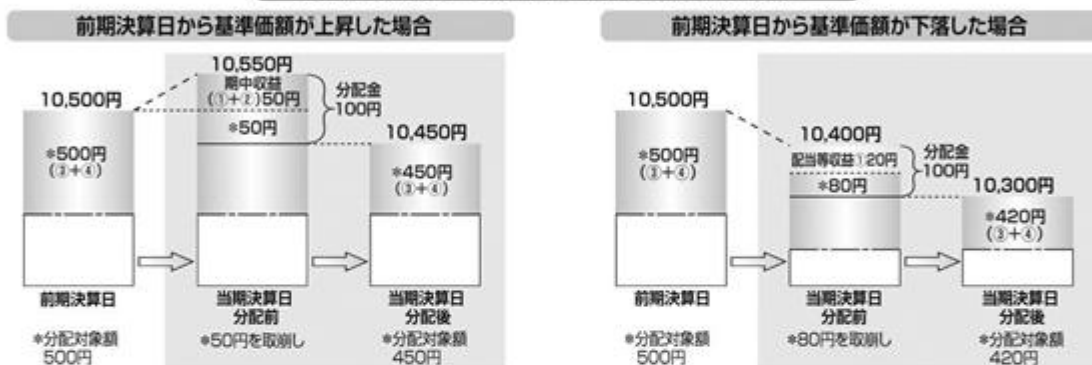 前期決算日から基準価額が上昇した場合
10,550円
期中収益
(①+②)50円
分配金
100円
10,500円
*50円
10,450円
*500円
(③+④)
*450円
(③+④)
前期決算日
当期決算日
分配前
当期決算日
分配後
*分配対象額
500円
*50円を取崩し
*分配対象額
450円
前期決算日から基準価額が下落した場合
10,500円
10,400円
配当等収益①20円
分配金
100円
*500円
(③+④)
*80円
10,300円
*420円
(③+④)
前期決算日
当期決算日
分配前
当期決算日
分配後
*分配対象額
500円
*80円を取崩し
*分配対象額
420円